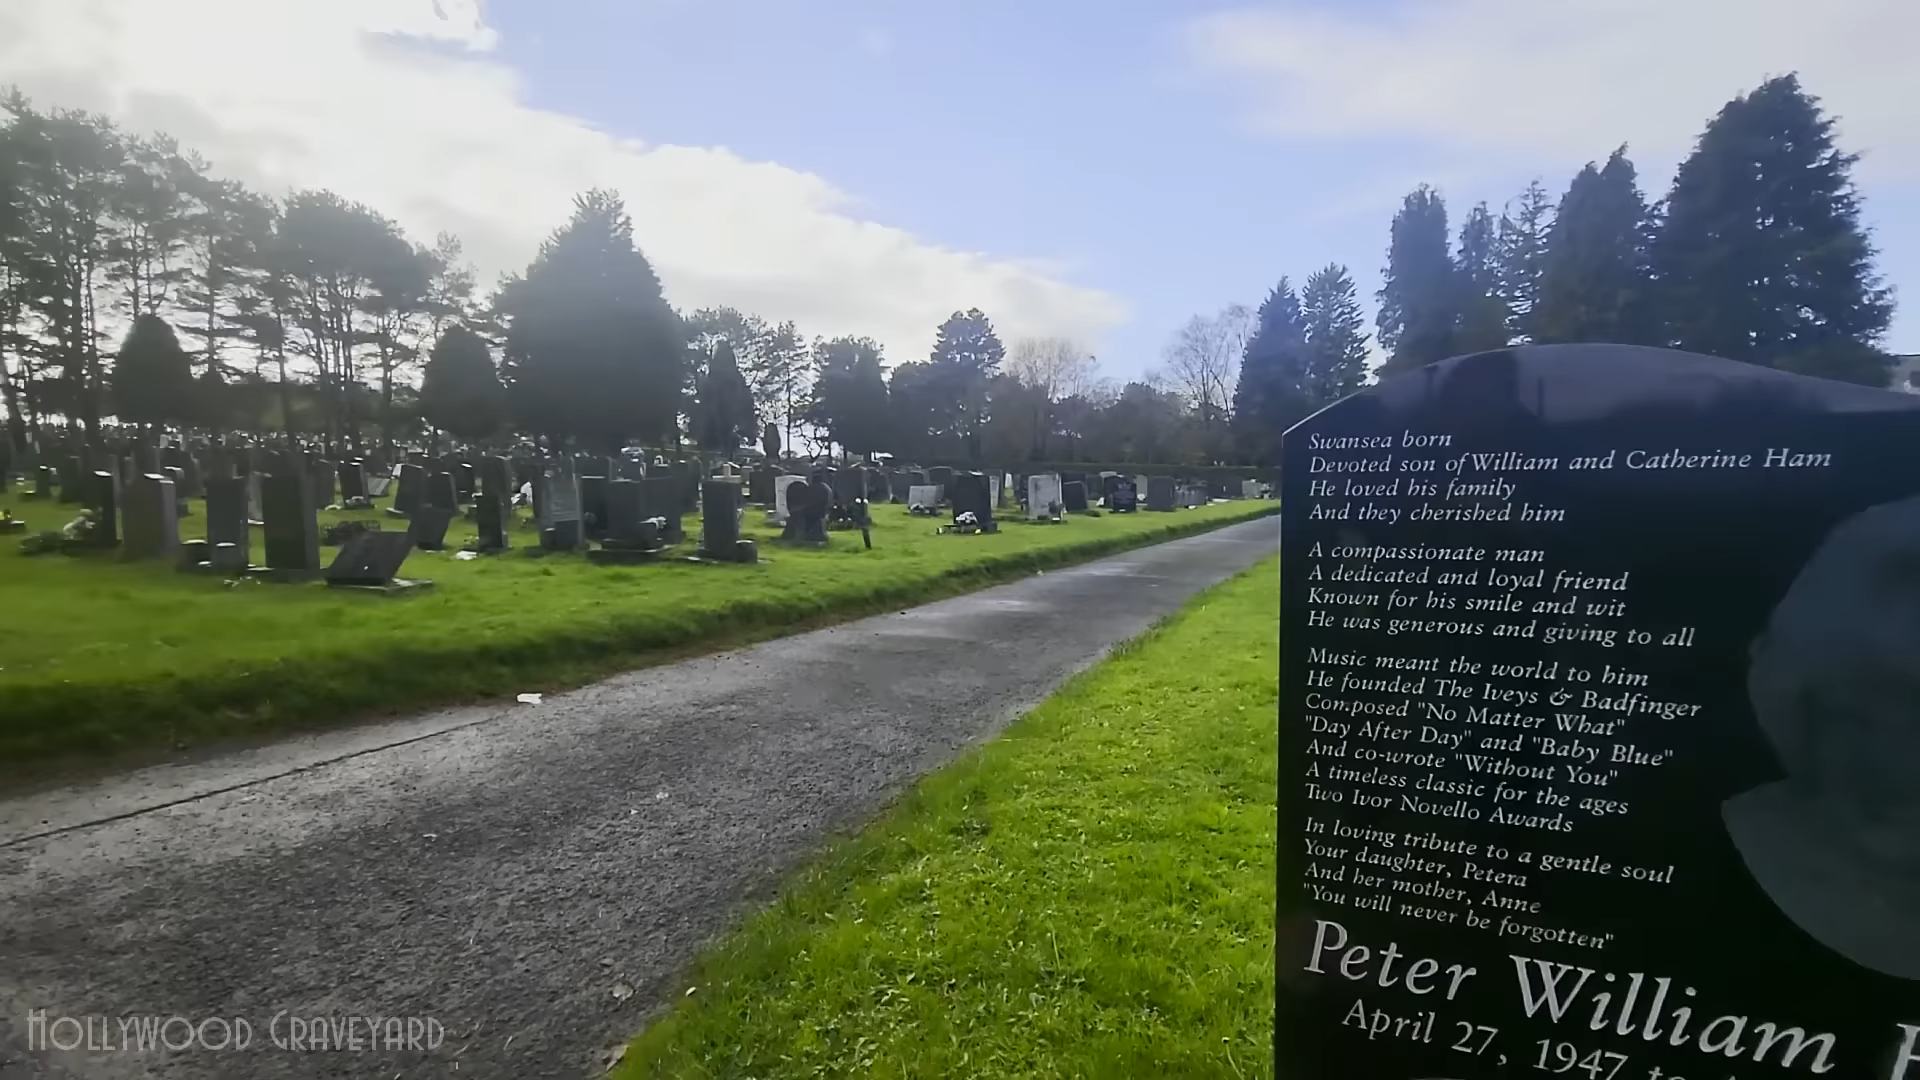 Swansea born
Devoted son of William and Catherine Ham
He loved his family
And they cherished him
A compassionate man
A dedicated and loyal friend
Known for his smile and wit
He was generous and giving to all
Music meant the world to him
He founded The Iveys & Badfinger
Composed "No Matter What"
"Day After Day" and "Baby Blue"
And co-wrote "Without You"
A timeless classic for the ages
Two Ivor Novello Awards
In loving tribute to a gentle soul
Your daughter, Petera
And her mother, Anne
"You will never be forgotten"
Peter William
April 27, 1947
Hollywood Graveyard